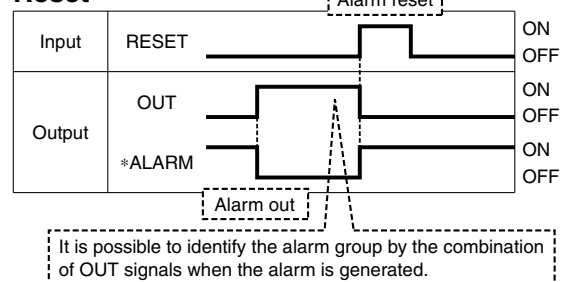 Reset
Alarm reset
Input RESET ON
OFF
Output OUT ON
OFF
*ALARM ON
OFF
Alarm out
It is possible to identify the alarm group by the combination
of OUT signals when the alarm is generated.